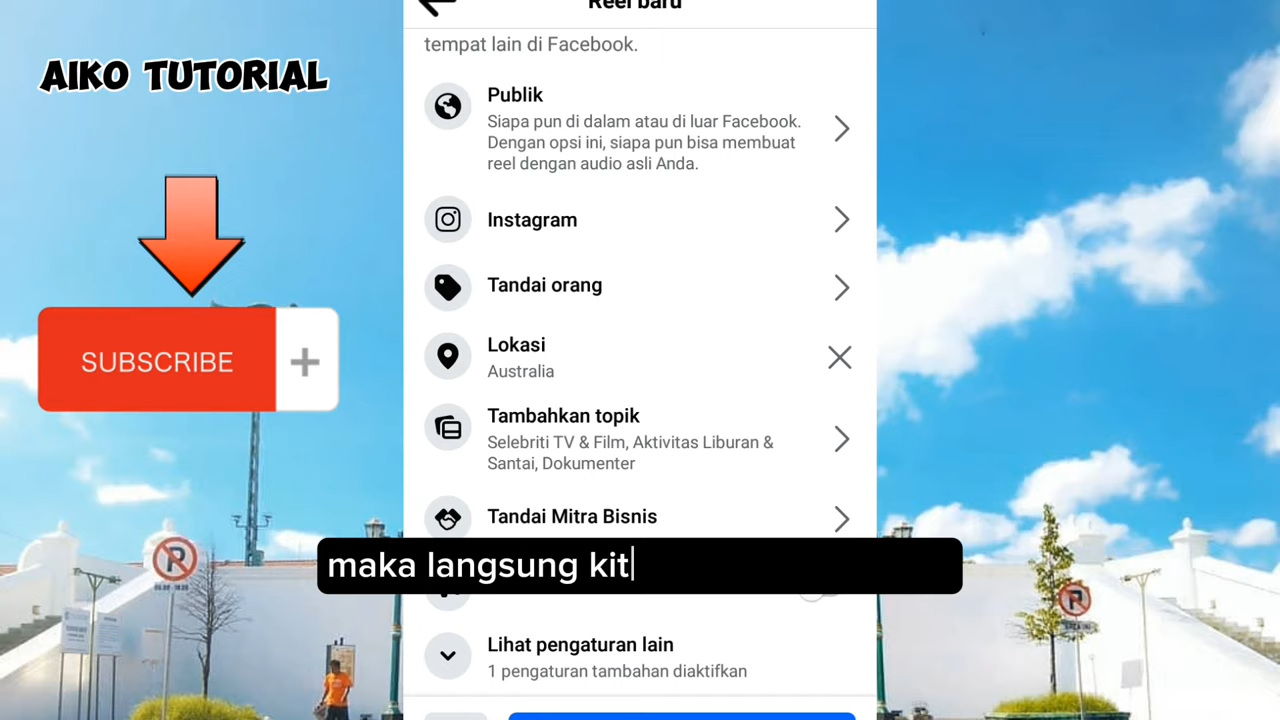 Reel baru
tempat lain di Facebook.
AIKO TUTORIAL
Publik
Siapa pun di dalam atau di luar Facebook.
Dengan opsi ini, siapa pun bisa membuat
reel dengan audio asli Anda.
Instagram
Tandai orang
Lokasi
Australia
SUBSCRIBE
Tambahkan topik
Selebriti TV & Film, Aktivitas Liburan &
Santai, Dokumenter
Tandai Mitra Bisnis
maka langsung kit
Lihat pengaturan lain
1 pengaturan tambahan diaktifkan